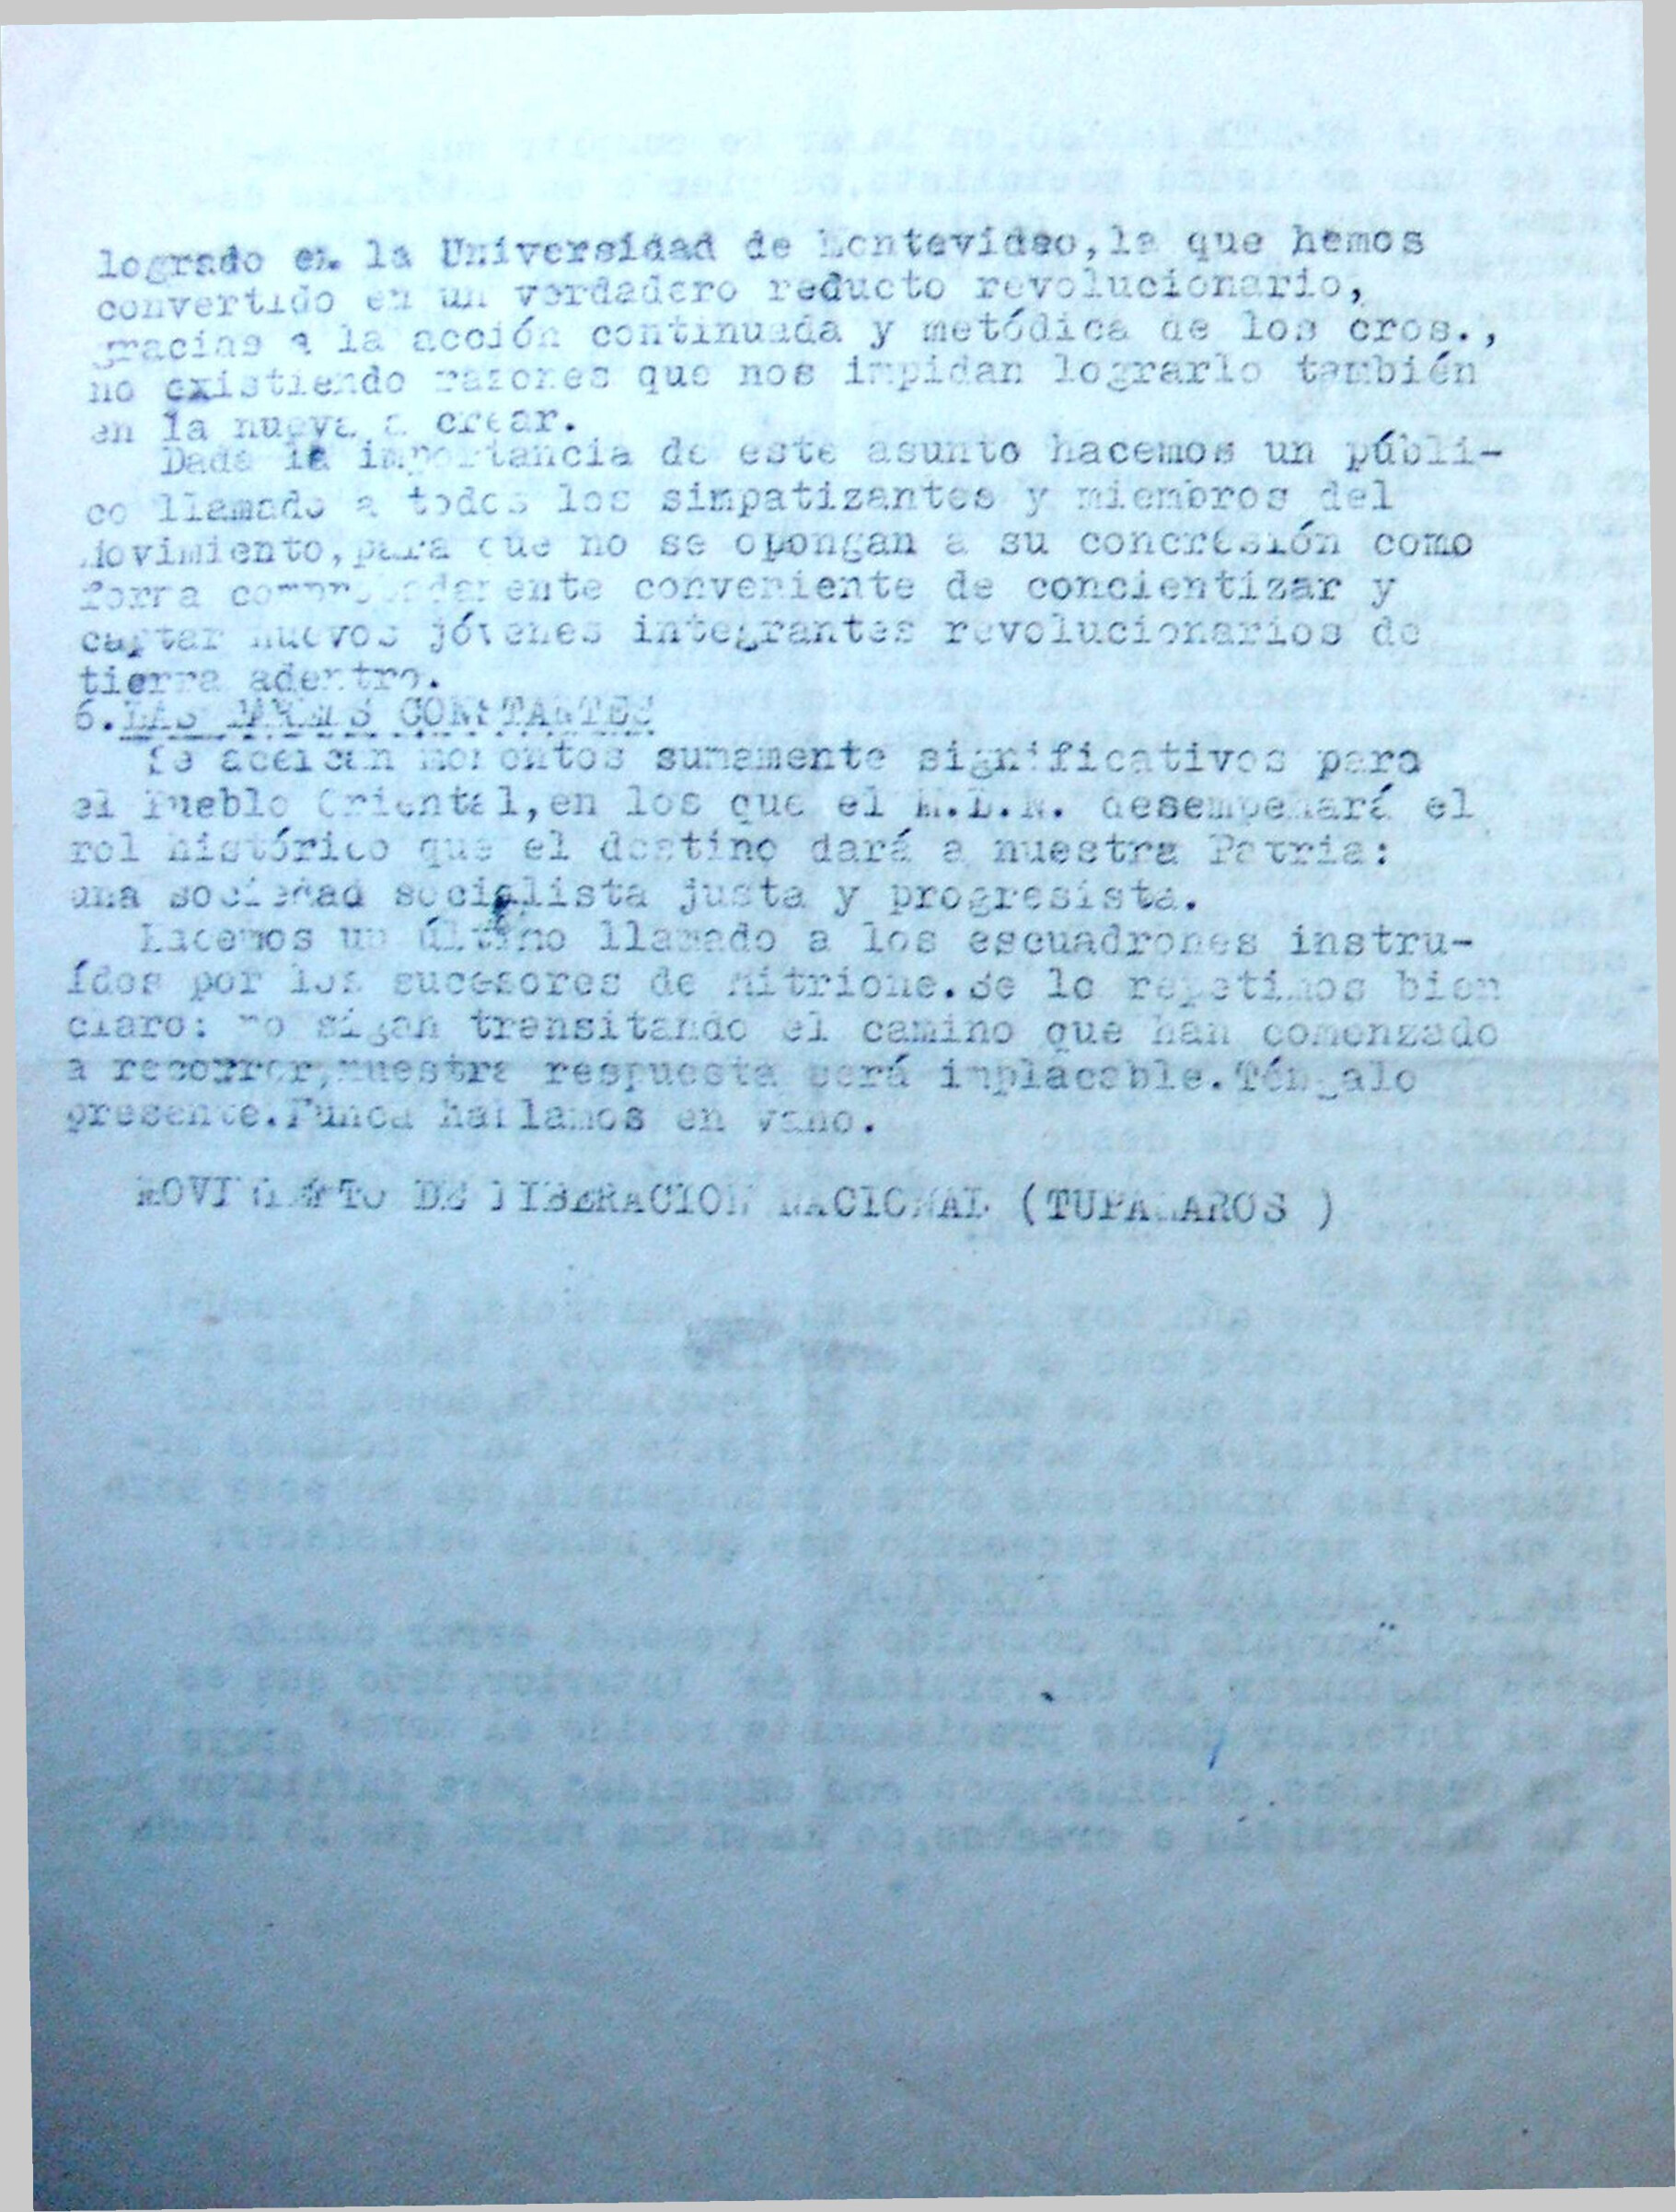 logrado en la Universidad de Montevideo,la que hemos
convertido en un verdadero reducto revolucionario,
gracias a la acción continuada y metódica de los cros.,
no existiendo razones que nos impidan lograrlo también
en la nueva a crear.
Dada la importancia de este asunto hacemos un públi-
co llamado a todos los simpatizantes y miembros del
Movimiento,para que no se opongan a su concresión como
forma comprobadamente conveniente de concientizar y
captar nuevos jóvenes integrantes revolucionarios de
tierra adentro.
6.LAS CONSTANTES
Se acercan momentos sumamente significativos para
el Pueblo Oriental,en los que el M.L.N. desempeñará el
rol histórico que el destino dará a nuestra Patria:
una sociedad socialista justa y progresista.
Hacemos un último llamado a los escuadrones instru-
ídos por los sucesores de Mitrione.Se lo repetimos bien
claro: no sigan transitando el camino que han comenzado
a recorrer,nuestra respuesta será implacable.Téngalo
presente.Nunca hablamos en vano.
MOVIMIENTO DE LIBERACION NACIONAL (TUPAMAROS )